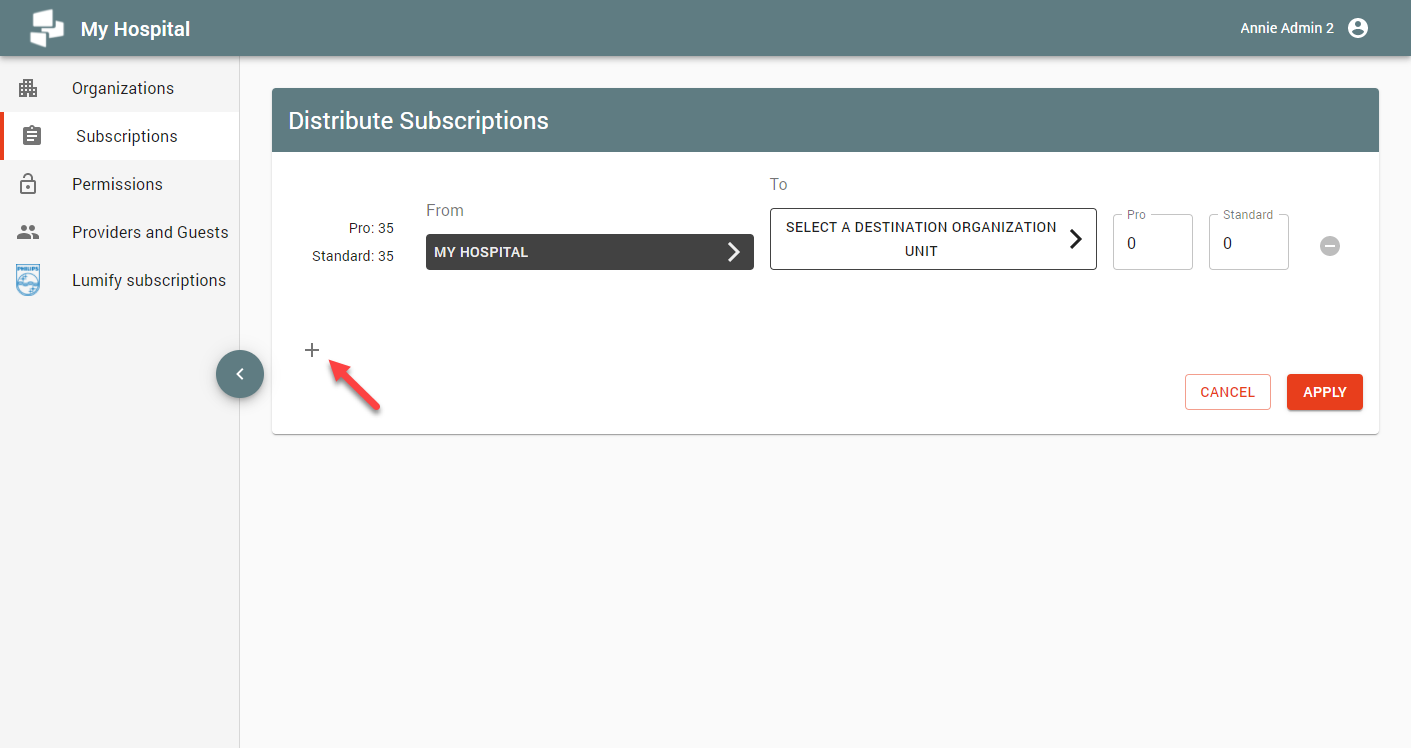 My Hospital
Annie Admin 2
Organizations
Subscriptions
Permissions
Providers and Guests
PHILIPS
Lumify subscriptions
Distribute Subscriptions
Pro: 35
Standard: 35
From
MY HOSPITAL
To
SELECT A DESTINATION ORGANIZATION
UNIT
Pro
0
Standard
0
CANCEL
APPLY